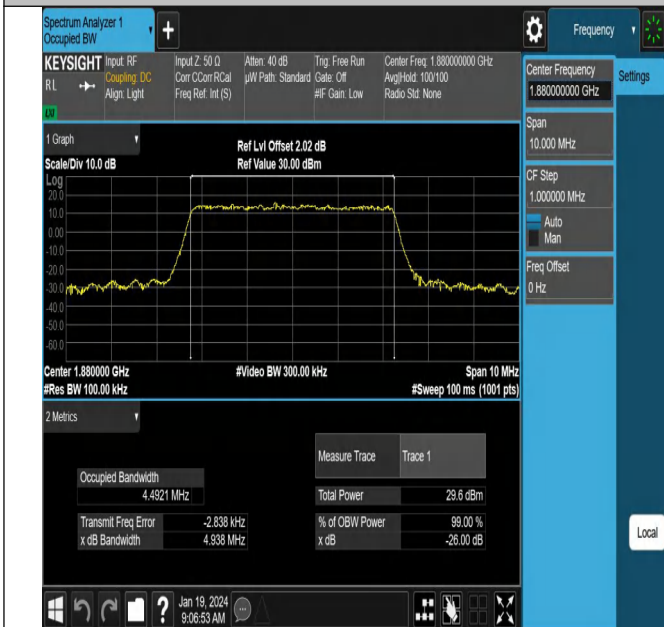 Spectrum Analyzer 1
Occupied BW
+
Frequency
KEYSIGHT
RL
LXI
Input: RF
Coupling: DC
Align: Light
Input Z: 50 Ω
Corr CCorr RCal
Freq Ref: Int (S)
Atten: 40 dB
µW Path: Standard
Trig: Free Run
Gate: Off
#IF Gain: Low
Center Freq: 1.880000000 GHz
Avg|Hold: 100/100
Radio Std: None
Center Frequency
1.880000000 GHz
Settings
Span
10.000 MHz
CF Step
1.000000 MHz
Auto
Man
Freq Offset
0 Hz
Local
1 Graph
Scale/Div 10.0 dB
Ref Lvl Offset 2.02 dB
Ref Value 30.00 dBm
Log
20.0
10.0
0.00
-10.0
-20.0
-30.0
-40.0
-50.0
-60.0
Center 1.880000 GHz
#Res BW 100.00 kHz
#Video BW 300.00 kHz
Span 10 MHz
#Sweep 100 ms (1001 pts)
2 Metrics
Measure Trace Trace 1
Occupied Bandwidth
4.4921 MHz
Total Power 29.6 dBm
Transmit Freq Error -2.838 kHz
% of OBW Power 99.00 %
x dB Bandwidth 4.938 MHz
x dB -26.00 dB
?
Jan 19, 2024
9:06:53 AM